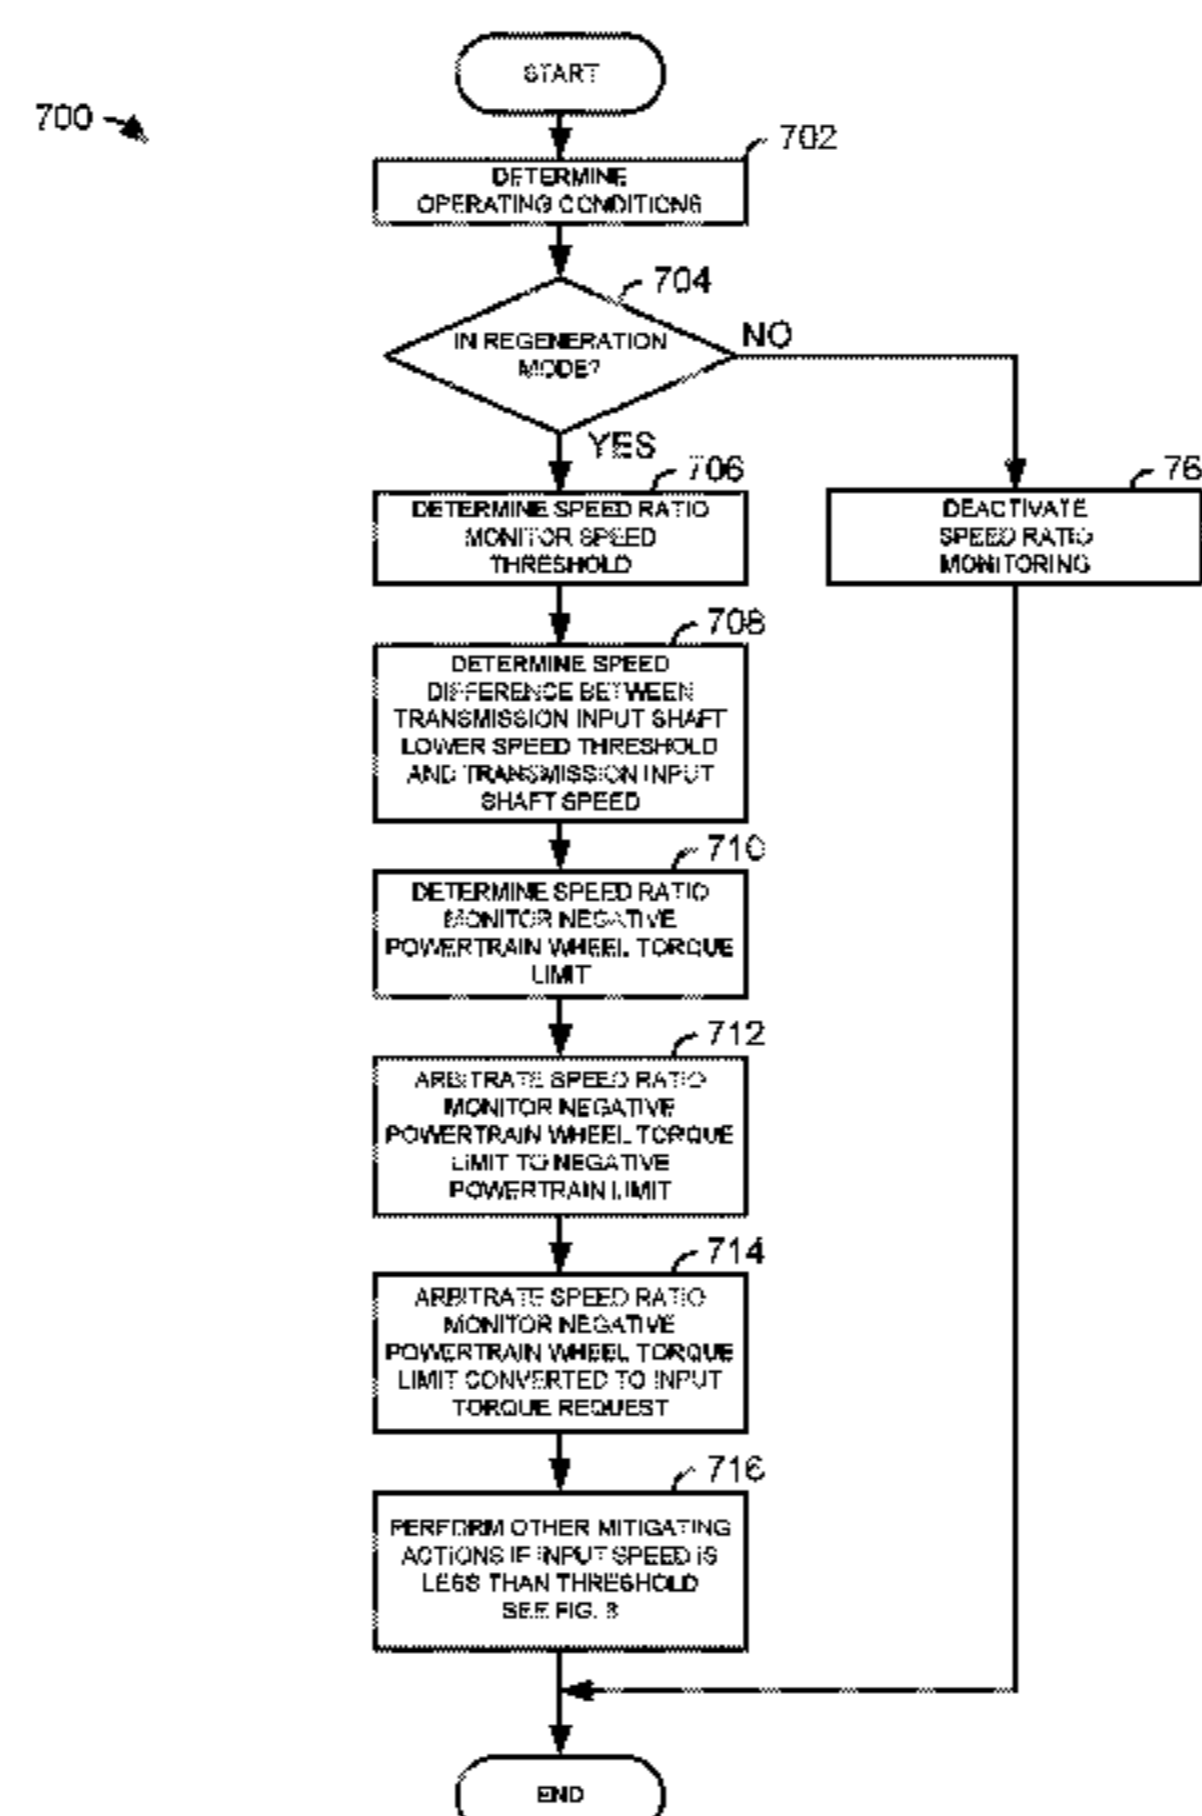 START
700
702
DETERMINE
OPERATING CONDITIONS
704
IN REGENERATION
MODE?
NO
YES
706
DETERMINE SPEED RATIO
MONITOR SPEED
THRESHOLD
76
DEACTIVATE
SPEED RATIO
MONITORING
708
DETERMINE SPEED
DIFFERENCE BETWEEN
TRANSMISSION INPUT SHAFT
LOWER SPEED THRESHOLD
AND TRANSMISSION INPUT
SHAFT SPEED
710
DETERMINE SPEED RATIO
MONITOR NEGATIVE
POWERTRAIN WHEEL TORQUE
LIMIT
712
ARBITRATE SPEED RATIO
MONITOR NEGATIVE
POWERTRAIN WHEEL TORQUE
LIMIT TO NEGATIVE
POWERTRAIN LIMIT
714
ARBITRATE SPEED RATIO
MONITOR NEGATIVE
POWERTRAIN WHEEL TORQUE
LIMIT CONVERTED TO INPUT
TORQUE REQUEST
716
PERFORM OTHER MITIGATING
ACTIONS IF INPUT SPEED IS
LESS THAN THRESHOLD
SEE FIG.
END